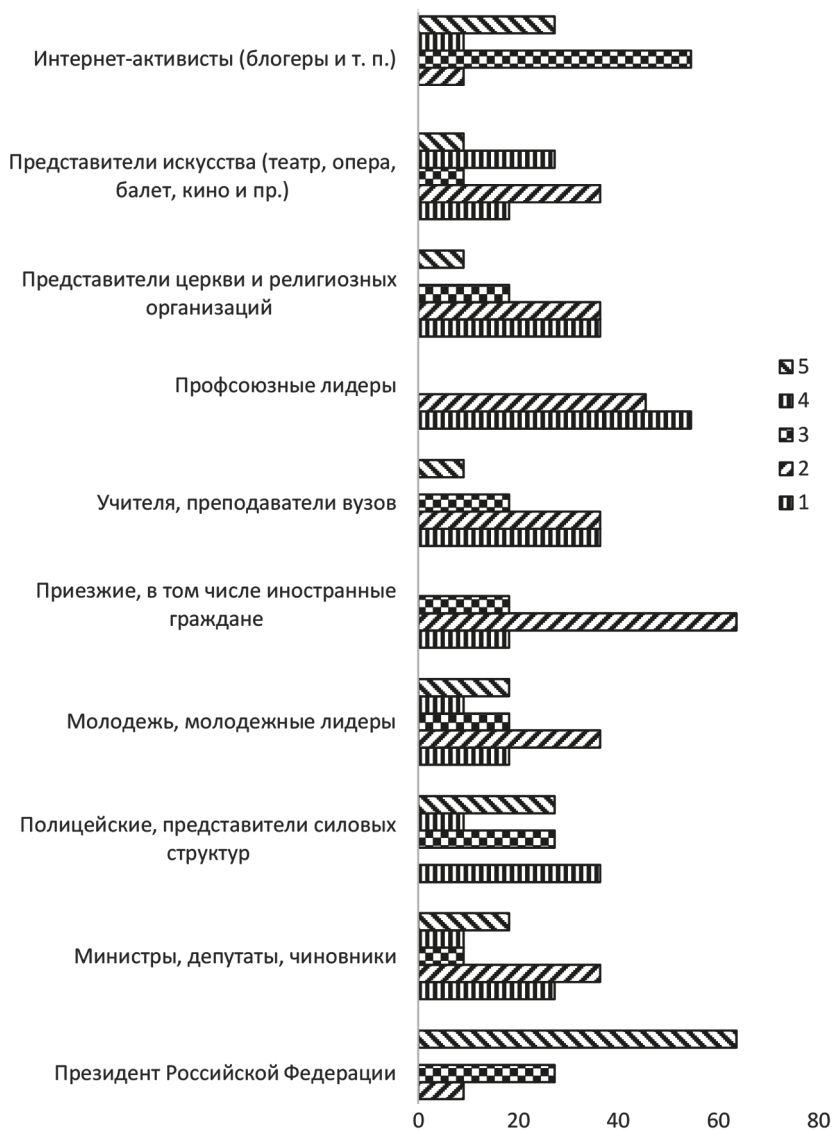 Интернет-активисты (блогеры и т. п.)
Представители искусства (театр, опера,
балет, кино и пр.)
Представители церкви и религиозных
организаций
Профсоюзные лидеры
Учителя, преподаватели вузов
Приезжие, в том числе иностранные
граждане
Молодежь, молодежные лидеры
Полицейские, представители силовых
структур
Министры, депутаты, чиновники
Президент Российской Федерации
0 20 40 60 80
5
4
3
2
1